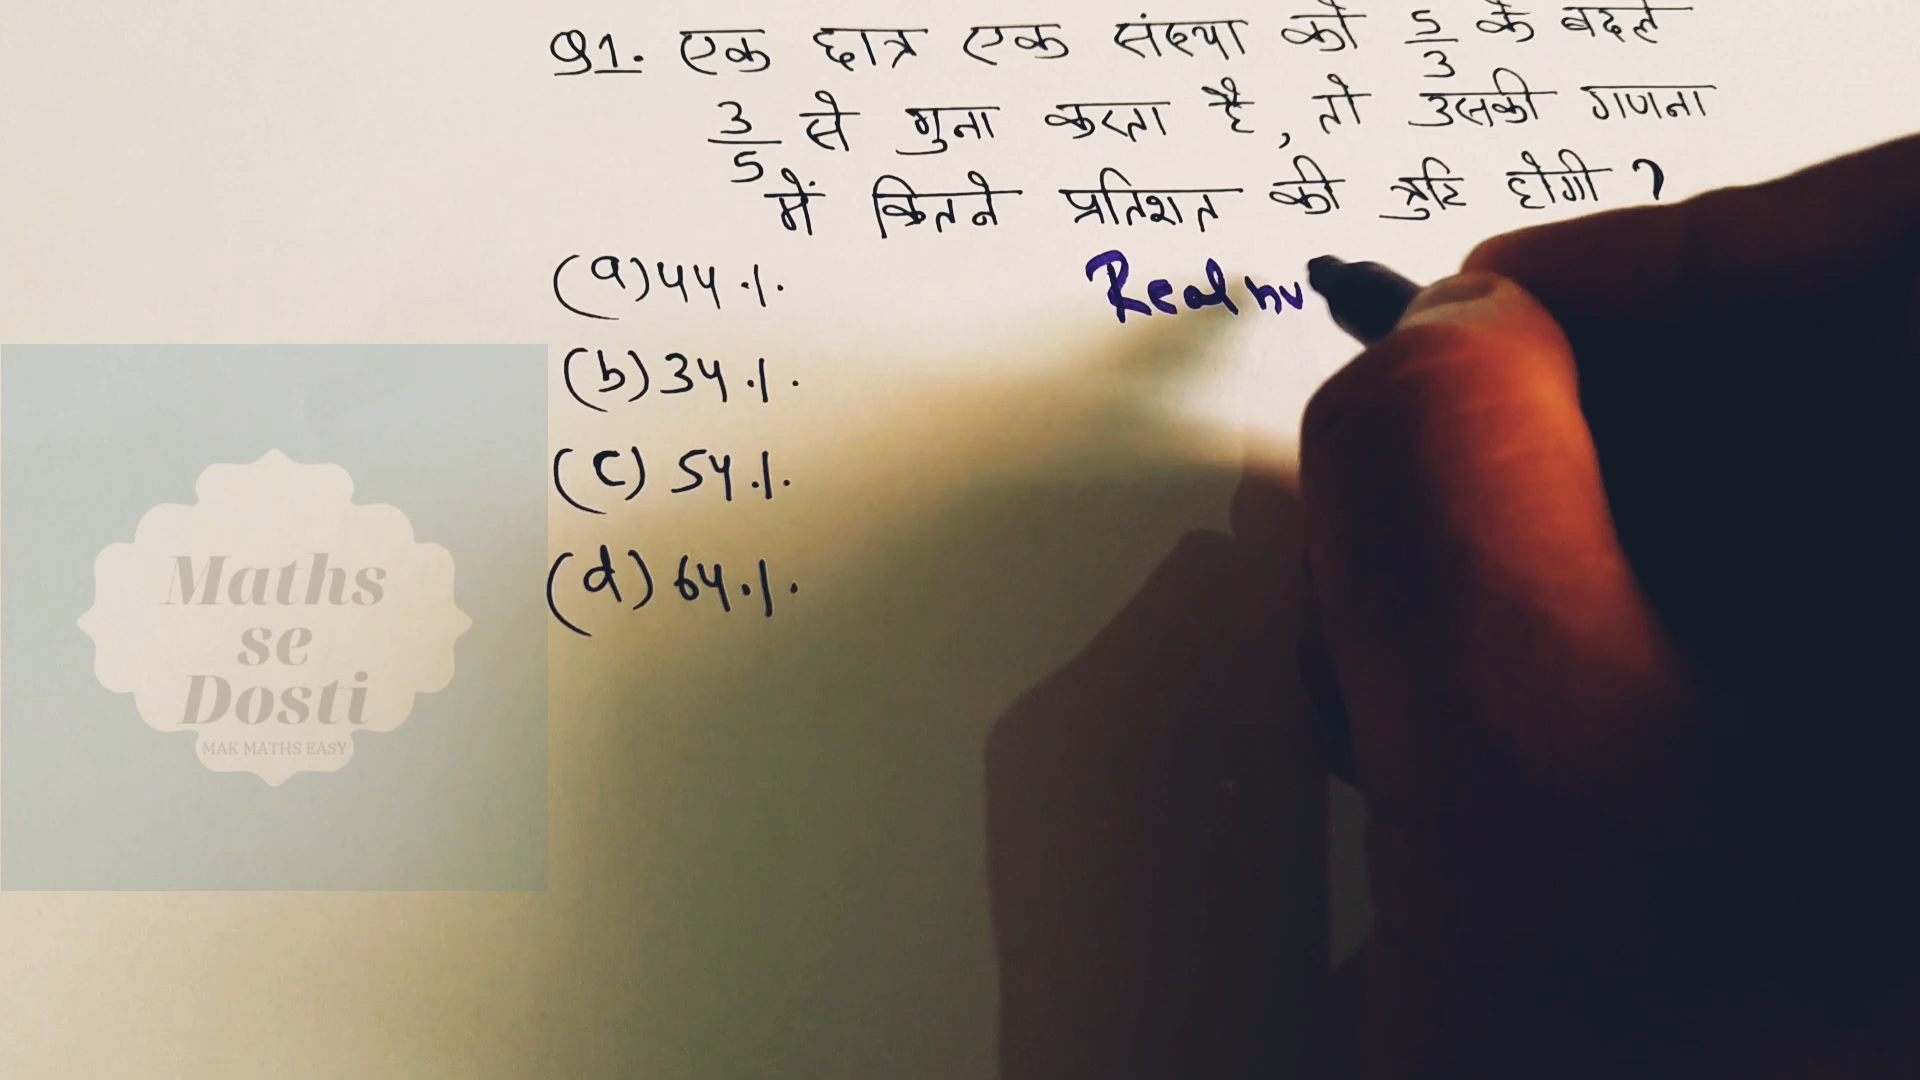 Q1. एक छात्र एक संख्या को 5/3 के बदले
3/5 से गुना करता है, तो उसकी गणना
में कितने प्रतिशत की त्रुटि होगी ?
(a) 44 %.
Real nu
(b) 34 %.
(c) 54 %.
(d) 64 %.
Maths
se
Dosti
MAK MATHS EASY